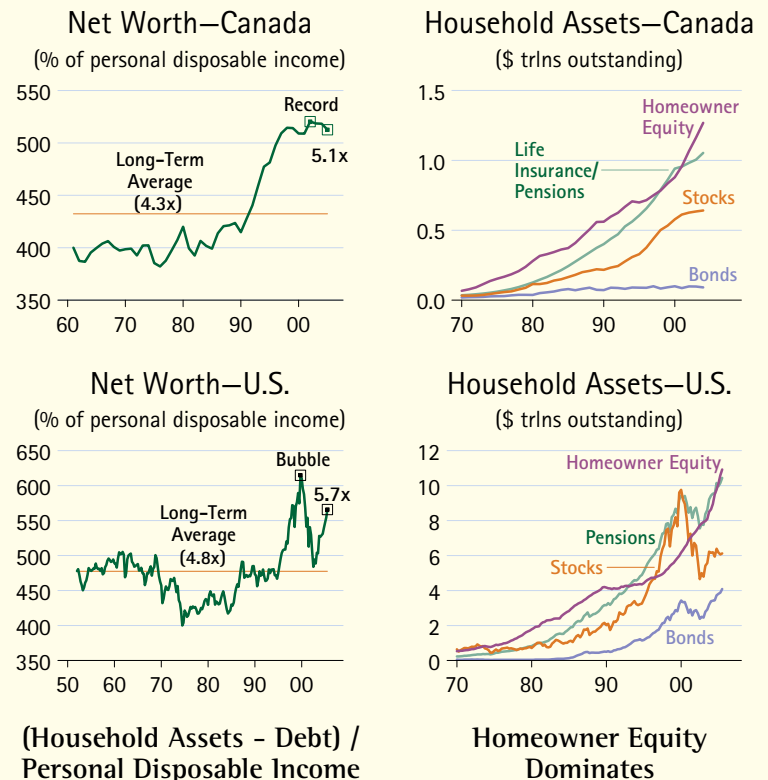 Net Worth—Canada
(% of personal disposable income)
550
500
450
400
350
Record
5.1x
Long-Term
Average
(4.3x)
60 70 80 90 00
Household Assets—Canada
($ trlns outstanding)
1.5
1.0
0.5
0.0
Homeowner
Equity
Life
Insurance/
Pensions
Stocks
Bonds
70 80 90 00
Net Worth—U.S.
(% of personal disposable income)
650
600
550
500
450
400
350
Bubble
5.7x
Long-Term
Average
(4.8x)
50 60 70 80 90 00
Household Assets—U.S.
($ trlns outstanding)
12
10
8
6
4
2
0
Homeowner Equity
Pensions
Stocks
Bonds
70 90 00
(Household Assets - Debt) /
Personal Disposable Income
Homeowner Equity
Dominates